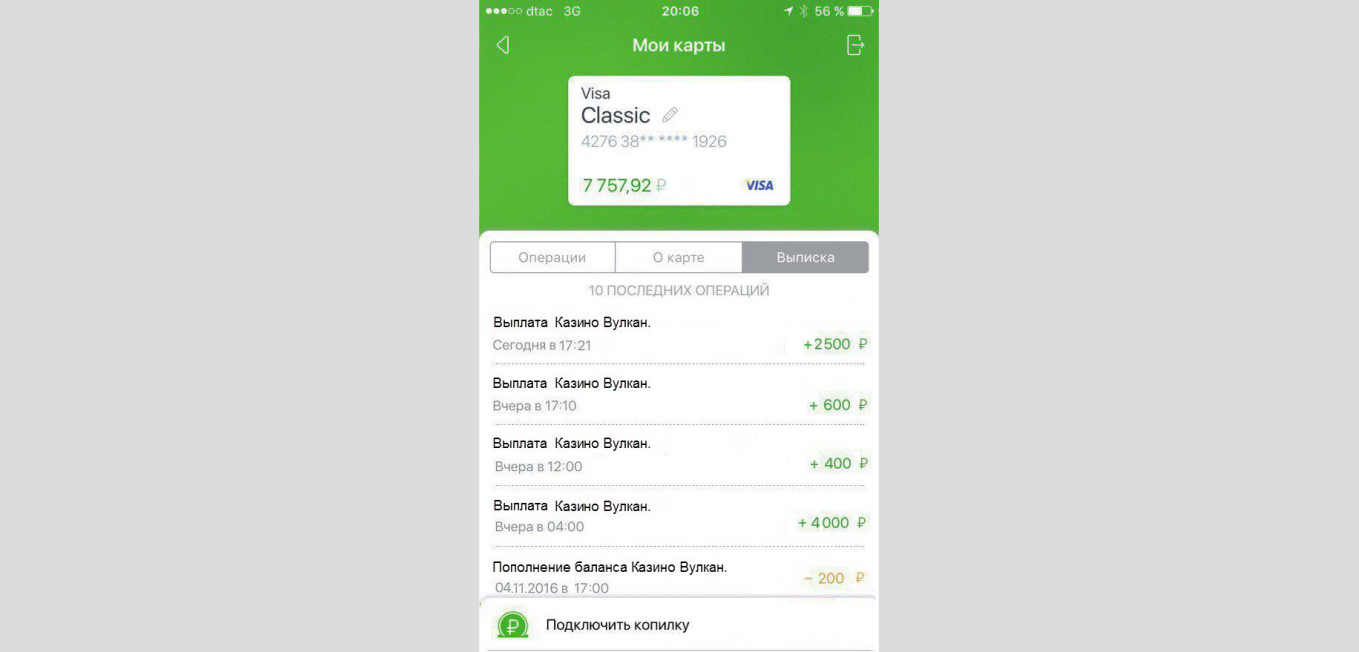 dtac 3G 20:06 56 %
Мои карты
Visa
Classic
4276 38** **** 1926
7 757,92 ₽ VISA
Операции О карте Выписка
10 ПОСЛЕДНИХ ОПЕРАЦИЙ
Выплата Казино Вулкан.
Сегодня в 17:21 +2500 ₽
Выплата Казино Вулкан.
Вчера в 17:10 + 600 ₽
Выплата Казино Вулкан.
Вчера в 12:00 + 400 ₽
Выплата Казино Вулкан.
Вчера в 04:00 + 4000 ₽
Пополнение баланса Казино Вулкан.
04.11.2016 в 17:00 − 200 ₽
₽ Подключить копилку